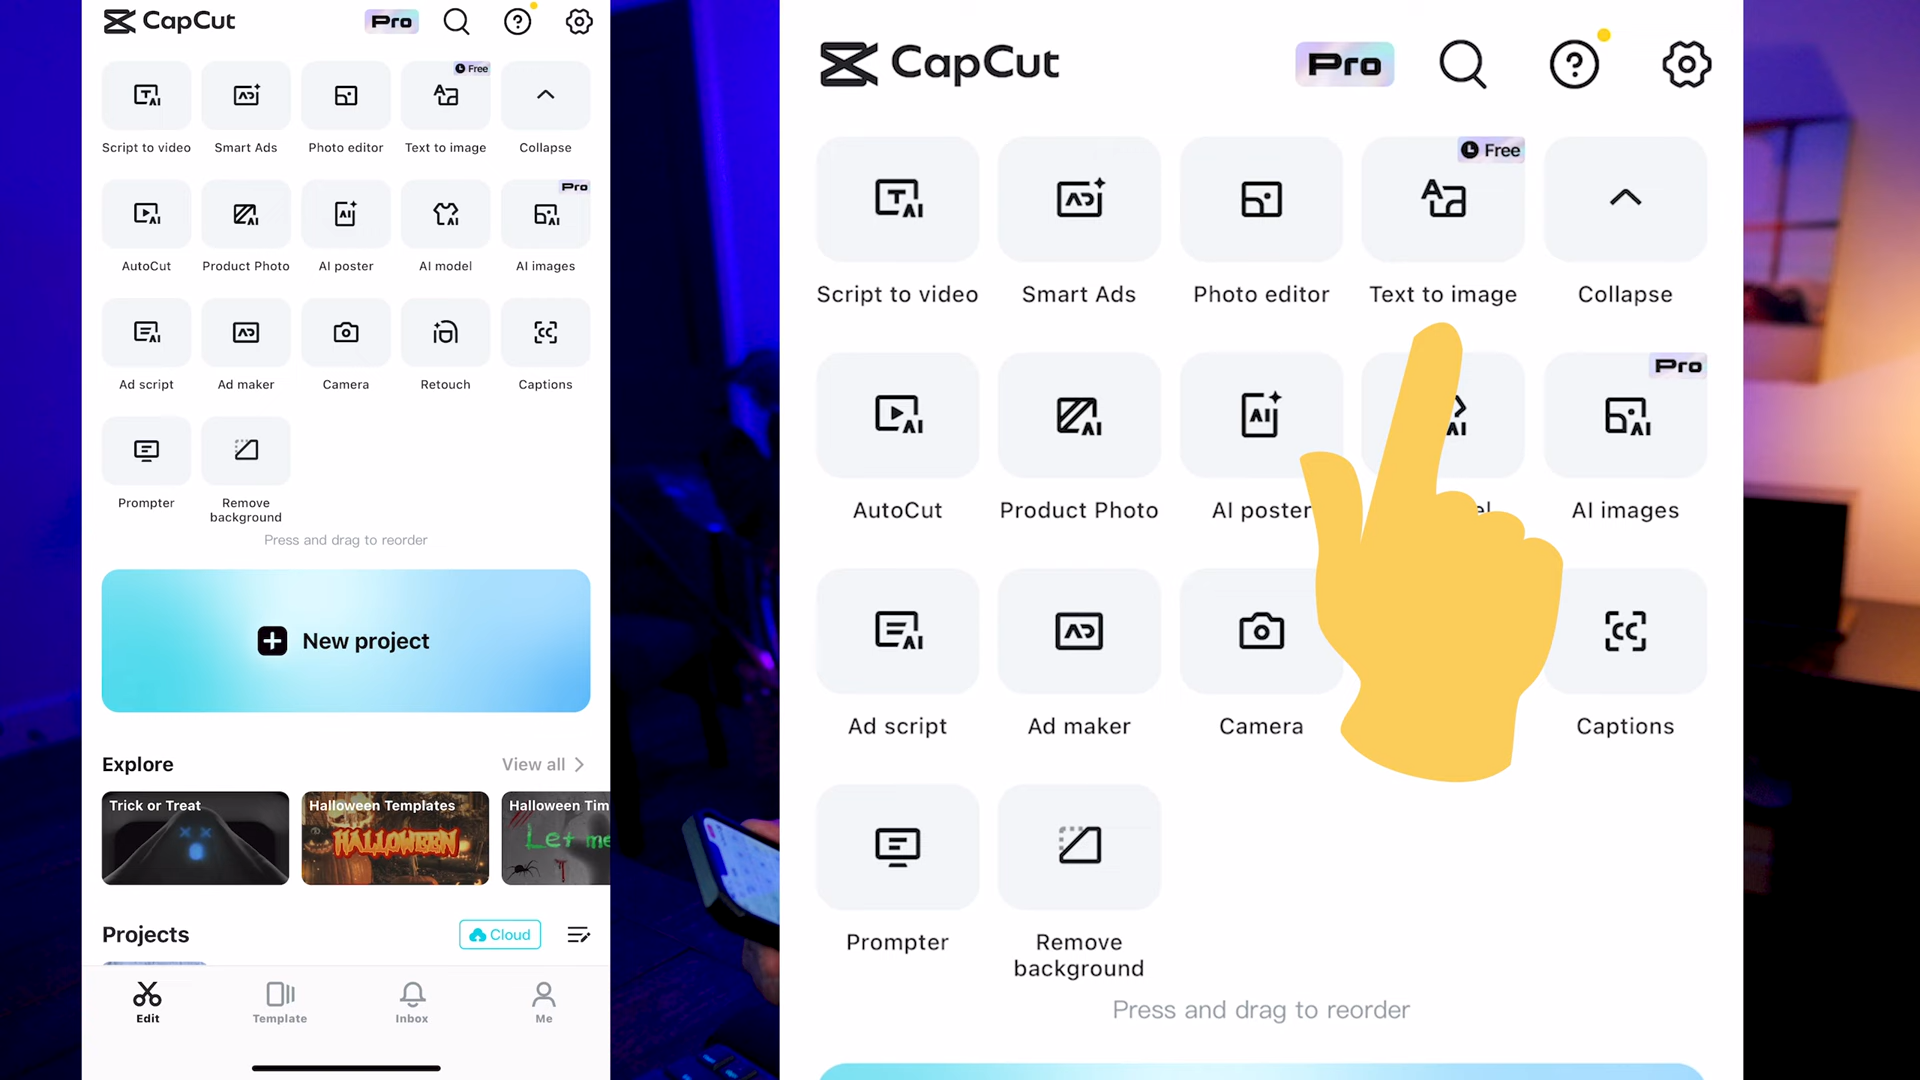 CapCut Pro
Free
Script to video Smart Ads Photo editor Text to image Collapse
Pro
AutoCut Product Photo AI poster AI model AI images
Ad script Ad maker Camera Retouch Captions
Prompter Remove background
Press and drag to reorder
New project
Explore View all
Trick or Treat Halloween Templates Halloween Tim
HALLOWEEN Let me
Projects Cloud
Edit Template Inbox Me
CapCut Pro
Free
Script to video Smart Ads Photo editor Text to image Collapse
Pro
AutoCut Product Photo AI poster el AI images
Ad script Ad maker Camera Captions
Prompter Remove background
Press and drag to reorder